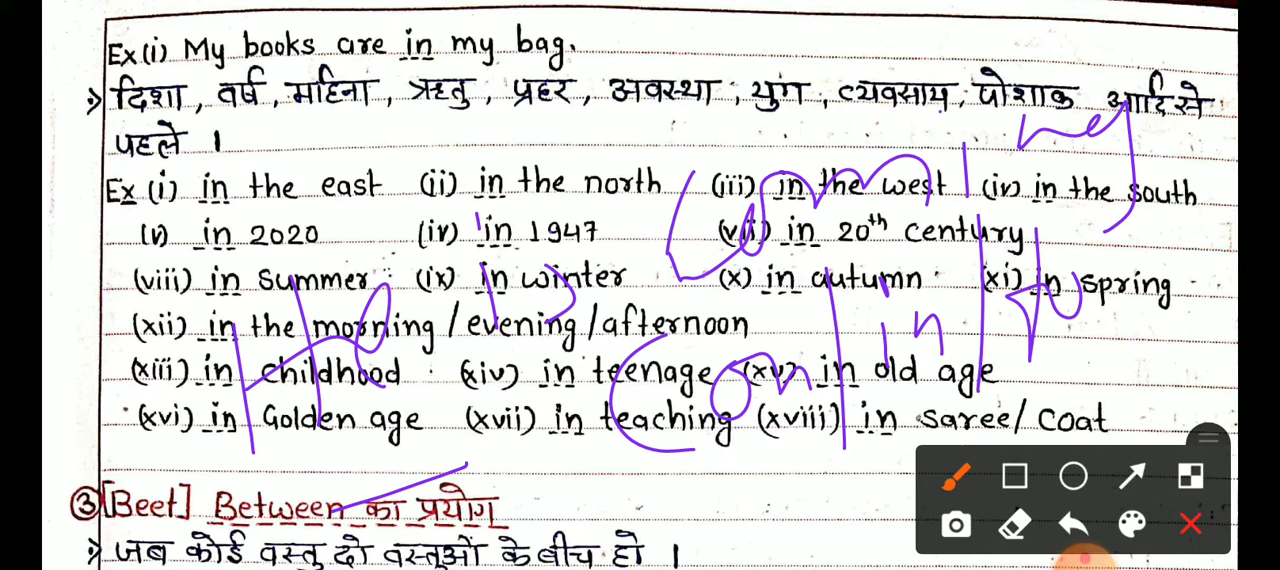 Ex(i) My books are in my bag.
» दिशा, वर्ष, महिना, ऋतु, प्रहर, अवस्था, युग, व्यवसाय, पोशाक आदि से
पहले ।
Ex (i) in the east (ii) in the north (iii) in the west (iv) in the south
(v) in 2020 (iv) in 1947 (vii) in 20th century
(viii) in summer (ix) in winter (x) in autumn (xi) in spring
(xii) in the morning / evening / afternoon
(xiii) in childhood (xiv) in teenage (xv) in old age
(xvi) in Golden age (xvii) in teaching (xviii) in saree/ coat
③ [Beet] Between का प्रयोग
» जब कोई वस्तु दो वस्तुओं के बीच हो ।